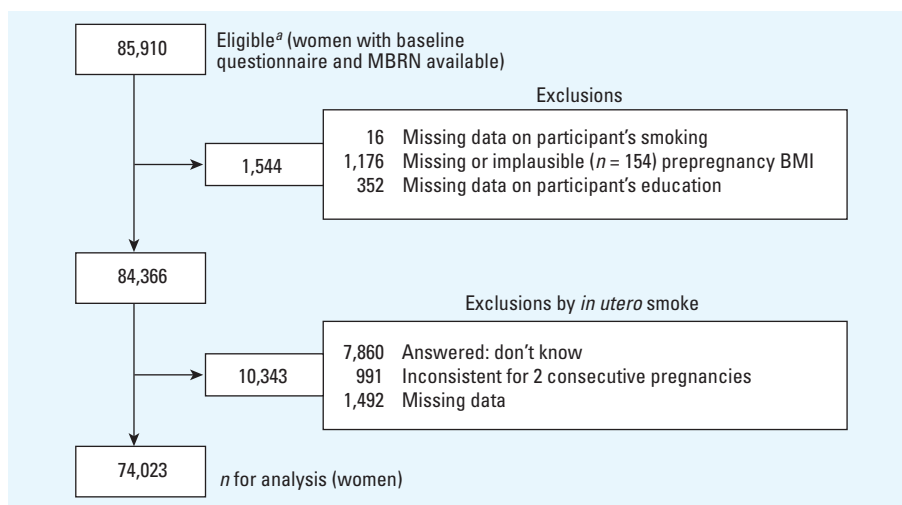 85,910
Eligibleᵃ (women with baseline
questionnaire and MBRN available)
Exclusions
1,544
16 Missing data on participant's smoking
1,176 Missing or implausible (n = 154) prepregnancy BMI
352 Missing data on participant's education
84,366
Exclusions by in utero smoke
10,343
7,860 Answered: don't know
991 Inconsistent for 2 consecutive pregnancies
1,492 Missing data
74,023
n for analysis (women)